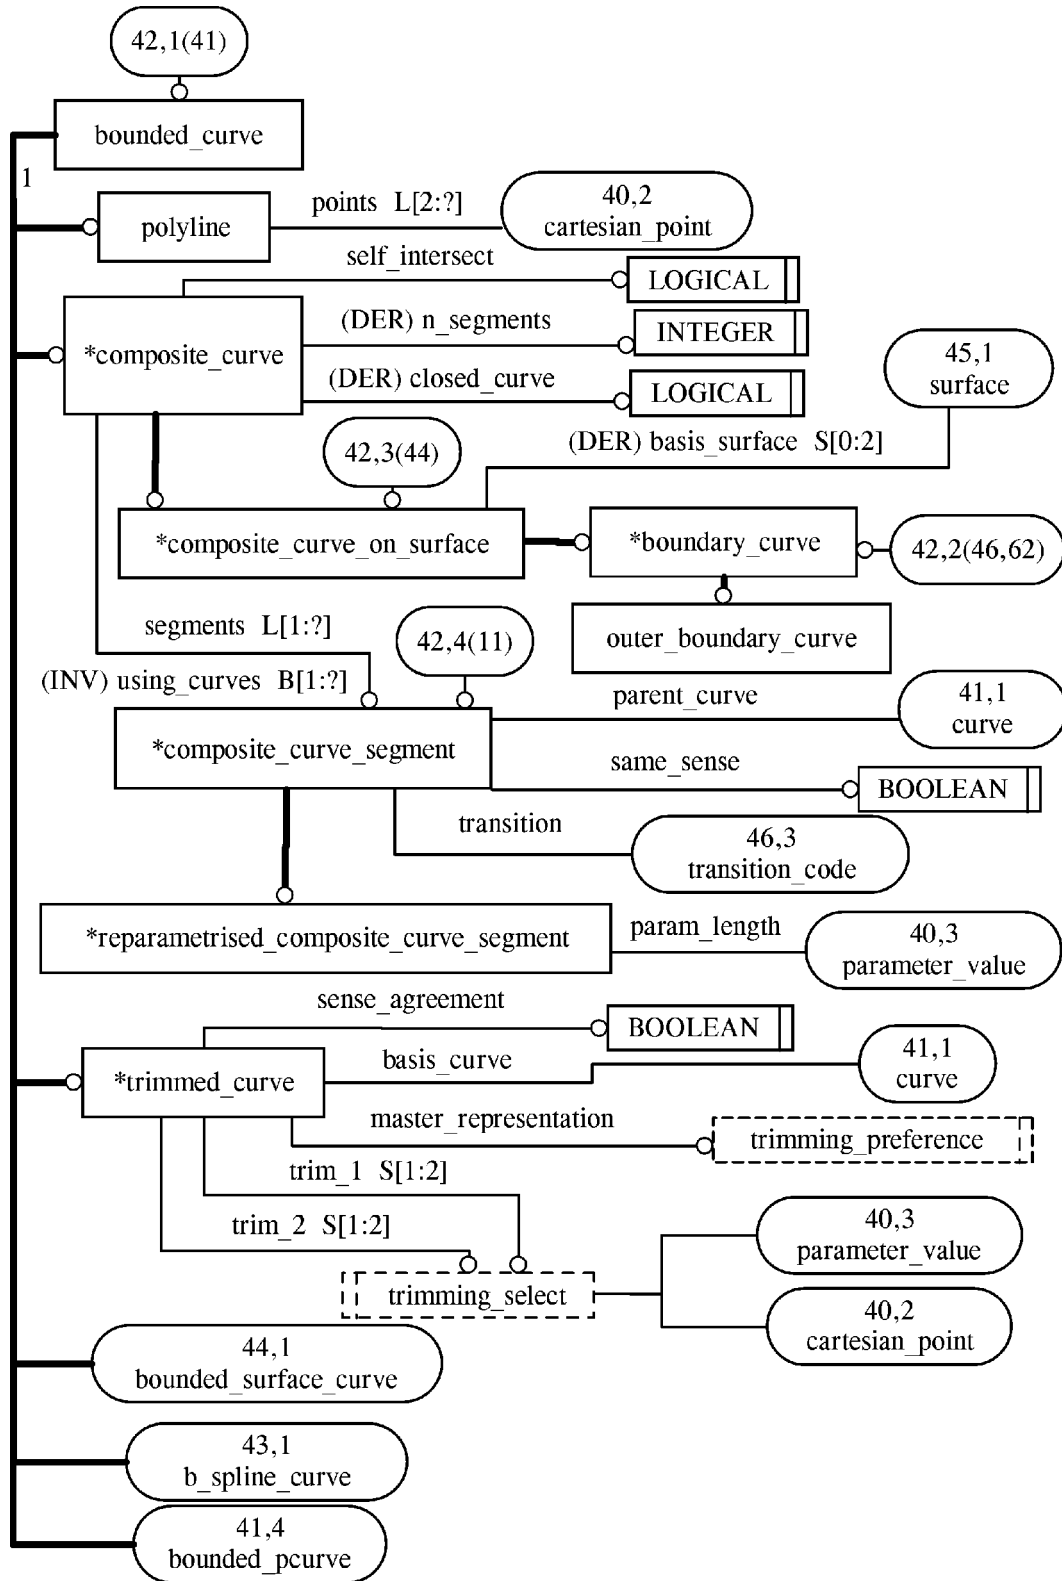 42,1(41)
bounded_curve
1
polyline
points L[2:?]
40,2
cartesian_point
self_intersect
LOGICAL
*composite_curve
(DER) n_segments
INTEGER
(DER) closed_curve
LOGICAL
45,1
surface
42,3(44)
(DER) basis_surface S[0:2]
*composite_curve_on_surface
*boundary_curve
42,2(46,62)
outer_boundary_curve
segments L[1:?]
(INV) using_curves B[1:?]
42,4(11)
*composite_curve_segment
parent_curve
41,1
curve
same_sense
BOOLEAN
transition
46,3
transition_code
*reparametrised_composite_curve_segment
param_length
40,3
parameter_value
sense_agreement
BOOLEAN
*trimmed_curve
basis_curve
41,1
curve
master_representation
trimming_preference
trim_1 S[1:2]
trim_2 S[1:2]
trimming_select
40,3
parameter_value
40,2
cartesian_point
44,1
bounded_surface_curve
43,1
b_spline_curve
41,4
bounded_pcurve